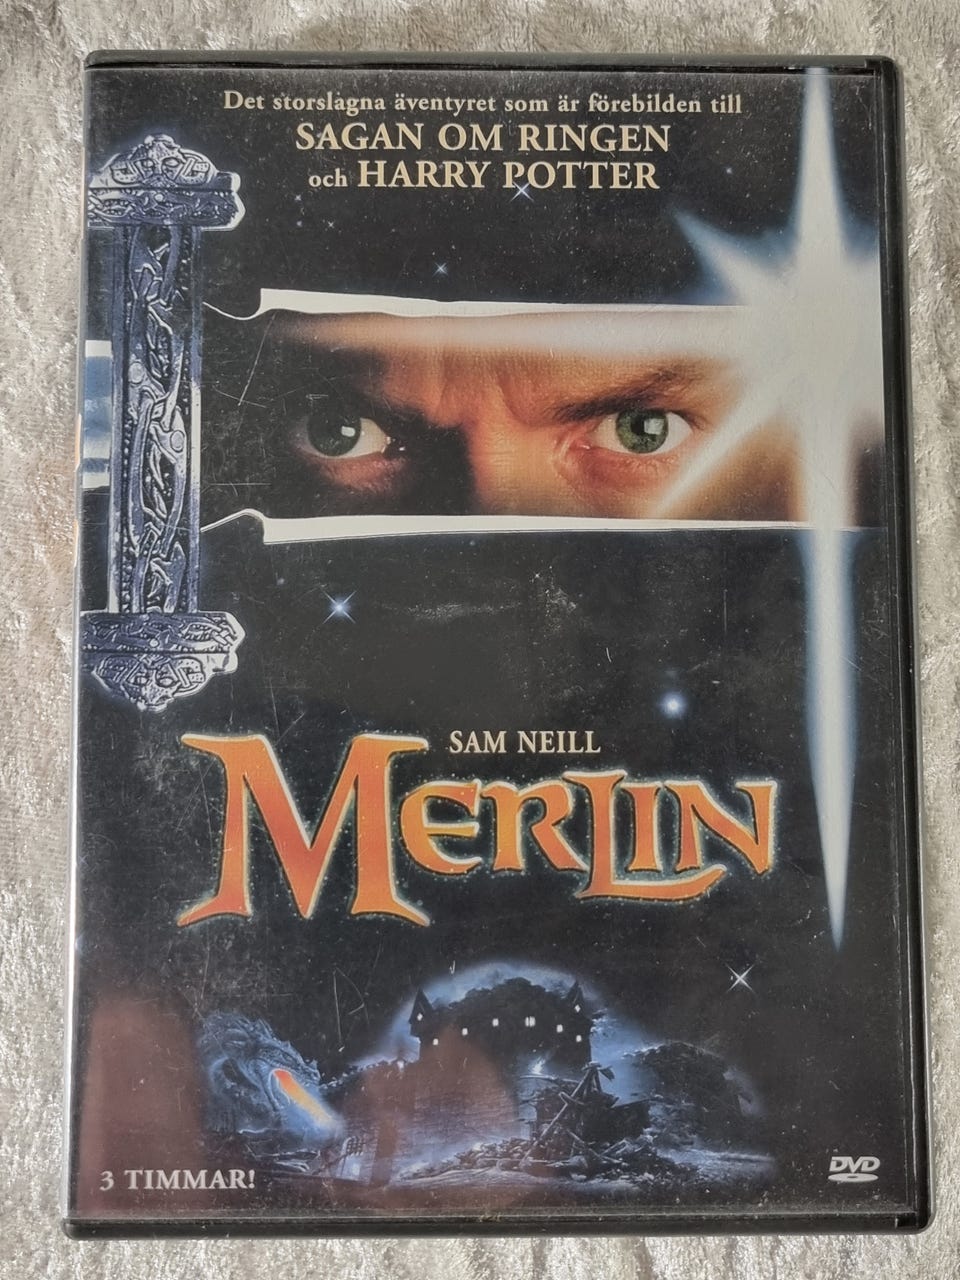 Det storslagna äventyret som är förebilden till
SAGAN OM RINGEN
och HARRY POTTER
SAM NEILL
MERLIN
3 TIMMAR!
DVD